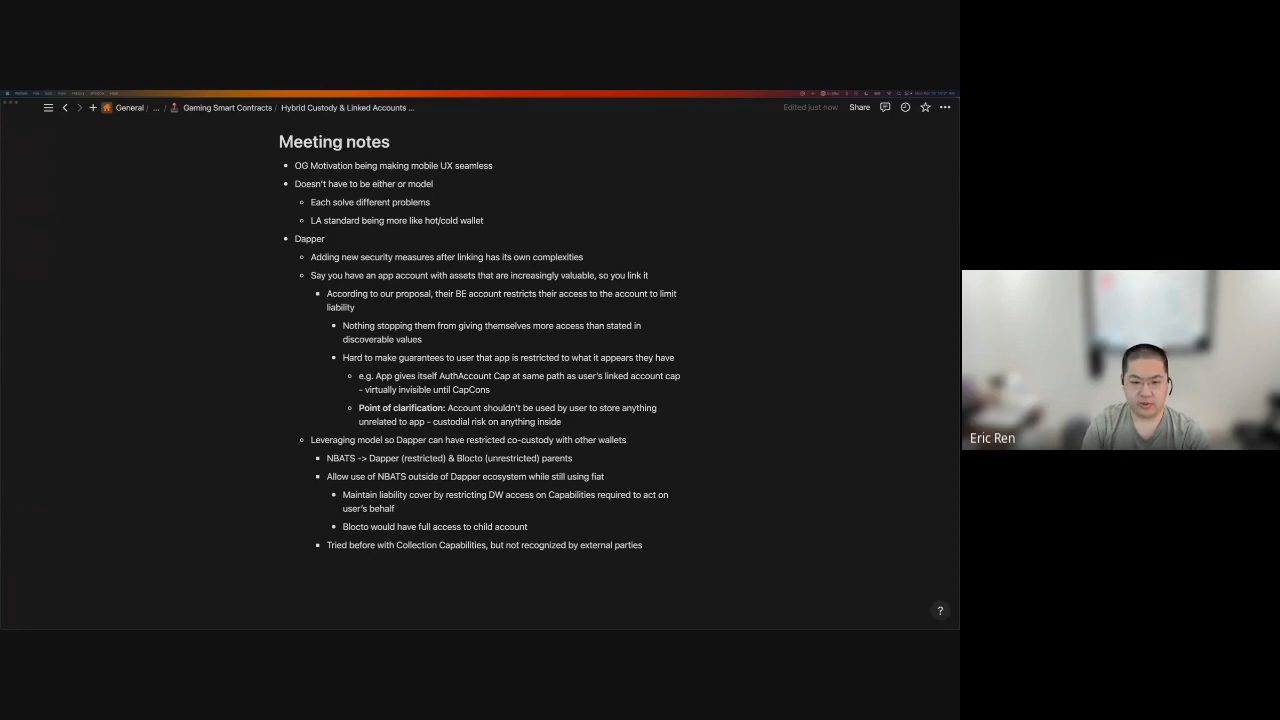 General / ... / Gaming Smart Contracts / Hybrid Custody & Linked Accounts ...
Edited just now
Share
Meeting notes
OG Motivation being making mobile UX seamless
Doesn't have to be either or model
Each solve different problems
LA standard being more like hot/cold wallet
Dapper
Adding new security measures after linking has its own complexities
Say you have an app account with assets that are increasingly valuable, so you link it
According to our proposal, their BE account restricts their access to the account to limit
liability
Nothing stopping them from giving themselves more access than stated in
discoverable values
Hard to make guarantees to user that app is restricted to what it appears they have
e.g. App gives itself AuthAccount Cap at same path as user's linked account cap
- virtually invisible until CapCons
Point of clarification: Account shouldn't be used by user to store anything
unrelated to app - custodial risk on anything inside
Leveraging model so Dapper can have restricted co-custody with other wallets
NBATS -> Dapper (restricted) & Blocto (unrestricted) parents
Allow use of NBATS outside of Dapper ecosystem while still using fiat
Maintain liability cover by restricting DW access on Capabilities required to act on
user's behalf
Blocto would have full access to child account
Tried before with Collection Capabilities, but not recognized by external parties
?
Eric Ren